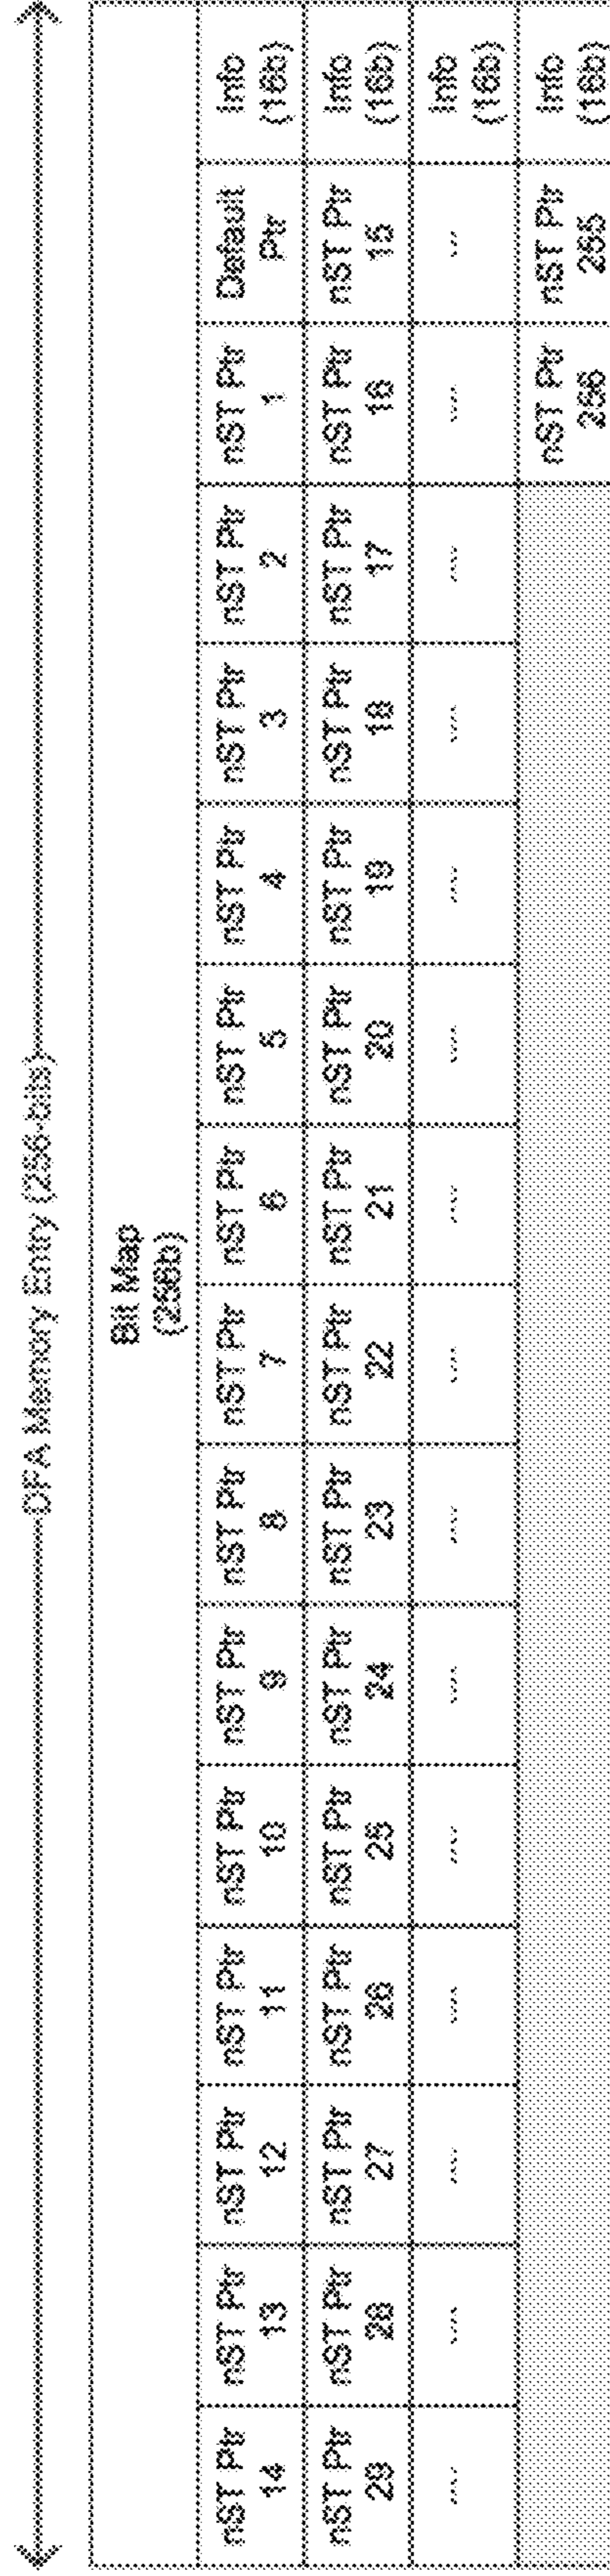 DFA Memory Entry (256-bits)
Bit Map
(256b)
nST Ptr 14 nST Ptr 13 nST Ptr 12 nST Ptr 11 nST Ptr 10 nST Ptr 9 nST Ptr 8 nST Ptr 7 nST Ptr 6 nST Ptr 5 nST Ptr 4 nST Ptr 3 nST Ptr 2 nST Ptr 1 Default Ptr Info (16b)
nST Ptr 29 nST Ptr 28 nST Ptr 27 nST Ptr 26 nST Ptr 25 nST Ptr 24 nST Ptr 23 nST Ptr 22 nST Ptr 21 nST Ptr 20 nST Ptr 19 nST Ptr 18 nST Ptr 17 nST Ptr 16 nST Ptr 15 Info (16b)
... ... ... ... ... ... ... ... ... ... ... ... ... ... ... Info (16b)
nST Ptr 256 nST Ptr 255 Info (16b)